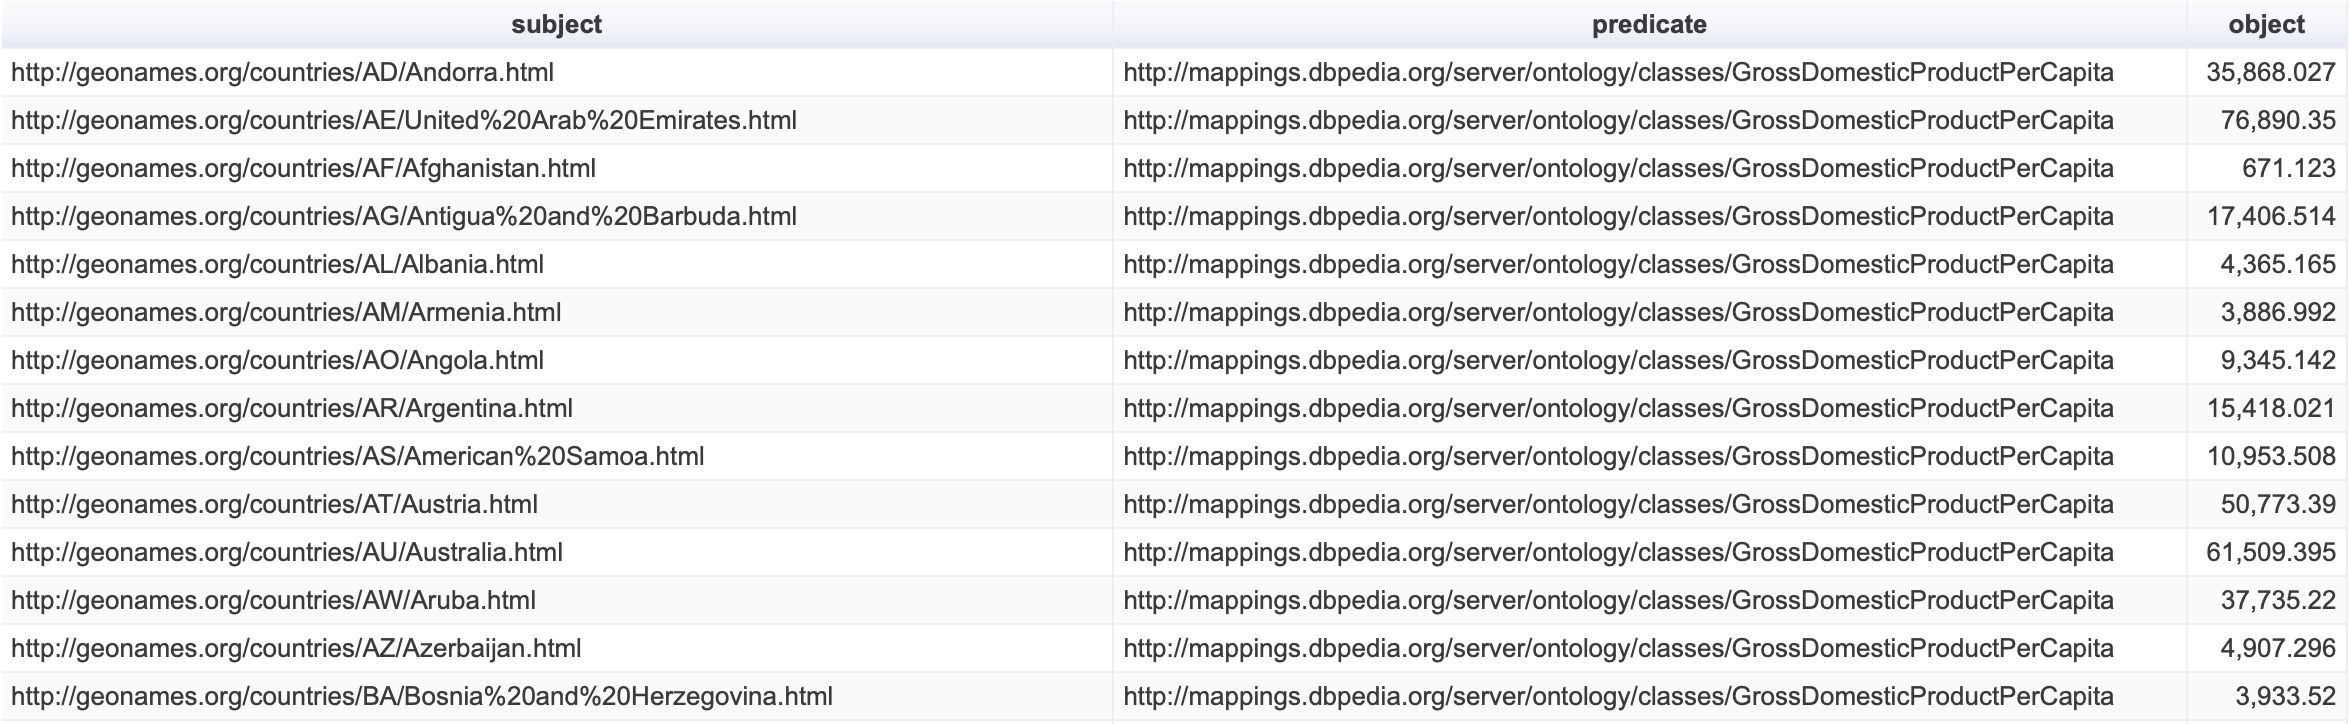 subject predicate object
http://geonames.org/countries/AD/Andorra.html http://mappings.dbpedia.org/server/ontology/classes/GrossDomesticProductPerCapita 35,868.027
http://geonames.org/countries/AE/United%20Arab%20Emirates.html http://mappings.dbpedia.org/server/ontology/classes/GrossDomesticProductPerCapita 76,890.35
http://geonames.org/countries/AF/Afghanistan.html http://mappings.dbpedia.org/server/ontology/classes/GrossDomesticProductPerCapita 671.123
http://geonames.org/countries/AG/Antigua%20and%20Barbuda.html http://mappings.dbpedia.org/server/ontology/classes/GrossDomesticProductPerCapita 17,406.514
http://geonames.org/countries/AL/Albania.html http://mappings.dbpedia.org/server/ontology/classes/GrossDomesticProductPerCapita 4,365.165
http://geonames.org/countries/AM/Armenia.html http://mappings.dbpedia.org/server/ontology/classes/GrossDomesticProductPerCapita 3,886.992
http://geonames.org/countries/AO/Angola.html http://mappings.dbpedia.org/server/ontology/classes/GrossDomesticProductPerCapita 9,345.142
http://geonames.org/countries/AR/Argentina.html http://mappings.dbpedia.org/server/ontology/classes/GrossDomesticProductPerCapita 15,418.021
http://geonames.org/countries/AS/American%20Samoa.html http://mappings.dbpedia.org/server/ontology/classes/GrossDomesticProductPerCapita 10,953.508
http://geonames.org/countries/AT/Austria.html http://mappings.dbpedia.org/server/ontology/classes/GrossDomesticProductPerCapita 50,773.39
http://geonames.org/countries/AU/Australia.html http://mappings.dbpedia.org/server/ontology/classes/GrossDomesticProductPerCapita 61,509.395
http://geonames.org/countries/AW/Aruba.html http://mappings.dbpedia.org/server/ontology/classes/GrossDomesticProductPerCapita 37,735.22
http://geonames.org/countries/AZ/Azerbaijan.html http://mappings.dbpedia.org/server/ontology/classes/GrossDomesticProductPerCapita 4,907.296
http://geonames.org/countries/BA/Bosnia%20and%20Herzegovina.html http://mappings.dbpedia.org/server/ontology/classes/GrossDomesticProductPerCapita 3,933.52